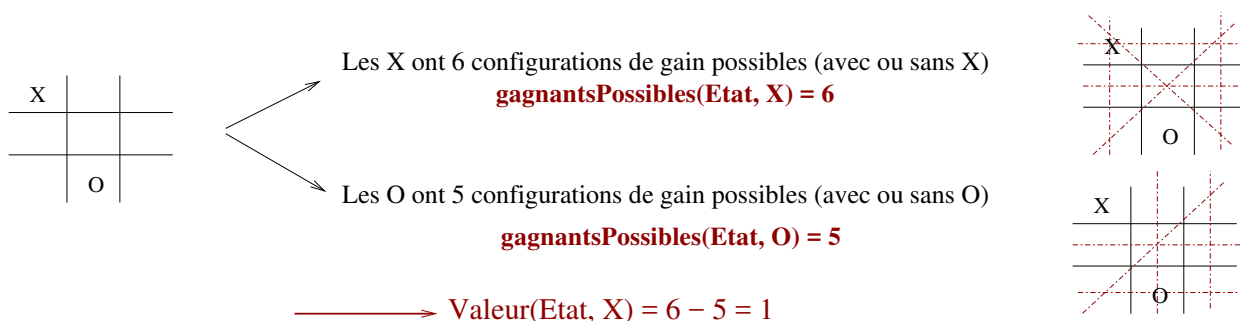 X
O
Les X ont 6 configurations de gain possibles (avec ou sans X)
gagnantsPossibles(Etat, X) = 6
X
O
Les O ont 5 configurations de gain possibles (avec ou sans O)
gagnantsPossibles(Etat, O) = 5
X
O
Valeur(Etat, X) = 6 − 5 = 1